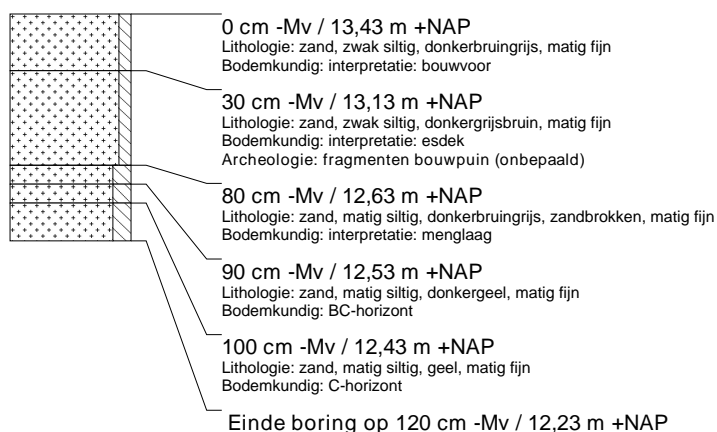 0 cm -Mv / 13,43 m +NAP
Lithologie: zand, zwak siltig, donkerbruingrijs, matig fijn
Bodemkundig: interpretatie: bouwvoor
30 cm -Mv / 13,13 m +NAP
Lithologie: zand, zwak siltig, donkergrijsbruin, matig fijn
Bodemkundig: interpretatie: esdek
Archeologie: fragmenten bouwpuin (onbepaald)
80 cm -Mv / 12,63 m +NAP
Lithologie: zand, matig siltig, donkerbruingrijs, zandbrokken, matig fijn
Bodemkundig: interpretatie: menglaag
90 cm -Mv / 12,53 m +NAP
Lithologie: zand, matig siltig, donkergeel, matig fijn
Bodemkundig: BC-horizont
100 cm -Mv / 12,43 m +NAP
Lithologie: zand, matig siltig, geel, matig fijn
Bodemkundig: C-horizont
Einde boring op 120 cm -Mv / 12,23 m +NAP